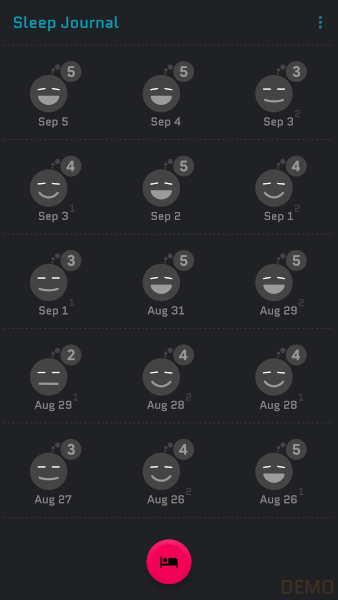 Sleep Journal
5 5 3
Sep 5 Sep 4 Sep 3 2
4 5 4
Sep 3 1 Sep 2 Sep 1 2
3 5 5
Sep 1 1 Aug 31 Aug 29 2
2 4 4
Aug 29 1 Aug 28 2 Aug 28 1
3 4 5
Aug 27 Aug 26 2 Aug 26 1
DEMO